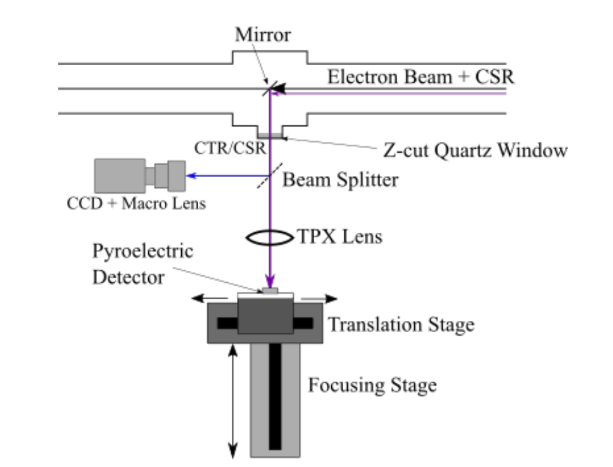 Mirror
Electron Beam + CSR
CTR/CSR
Z-cut Quartz Window
Beam Splitter
CCD + Macro Lens
TPX Lens
Pyroelectric
Detector
Translation Stage
Focusing Stage